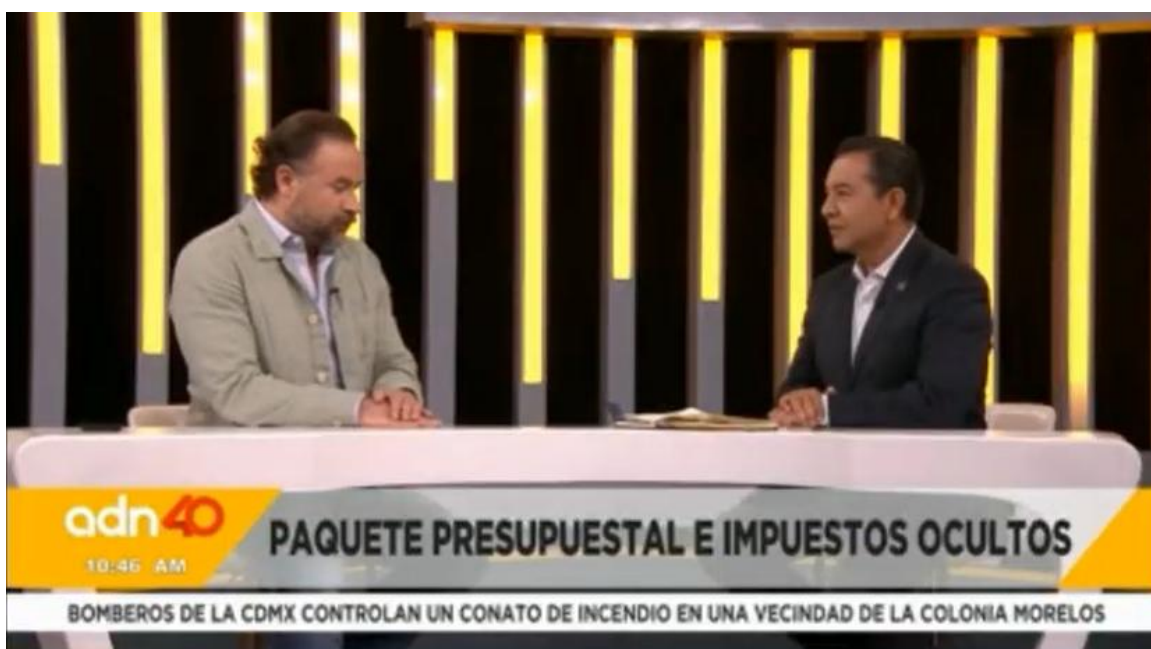 adn40
PAQUETE PRESUPUESTAL E IMPUESTOS OCULTOS
10:46 AM
BOMBEROS DE LA CDMX CONTROLAN UN CONATO DE INCENDIO EN UNA VECINDAD DE LA COLONIA MORELOS